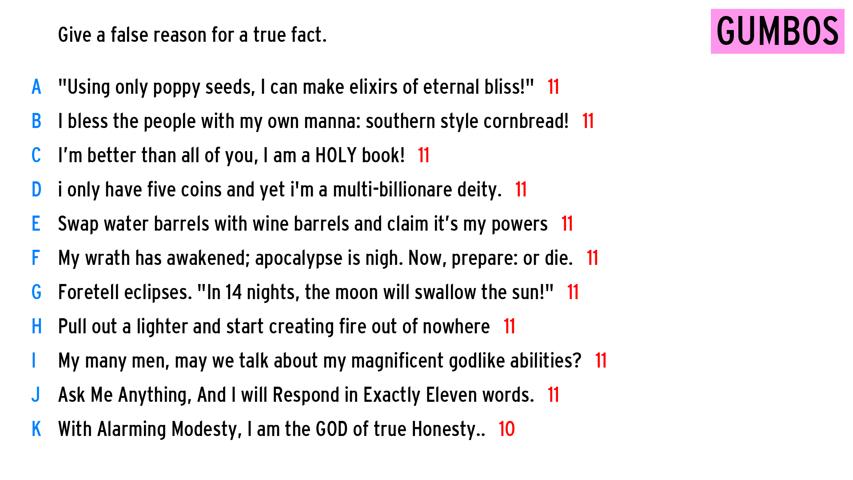 Give a false reason for a true fact.
GUMBOS
A "Using only poppy seeds, I can make elixirs of eternal bliss!" 11
B I bless the people with my own manna: southern style cornbread! 11
C I'm better than all of you, I am a HOLY book! 11
D i only have five coins and yet i'm a multi-billionare deity. 11
E Swap water barrels with wine barrels and claim it's my powers 11
F My wrath has awakened; apocalypse is nigh. Now, prepare: or die. 11
G Foretell eclipses. "In 14 nights, the moon will swallow the sun!" 11
H Pull out a lighter and start creating fire out of nowhere 11
I My many men, may we talk about my magnificent godlike abilities? 11
J Ask Me Anything, And I will Respond in Exactly Eleven words. 11
K With Alarming Modesty, I am the GOD of true Honesty.. 10